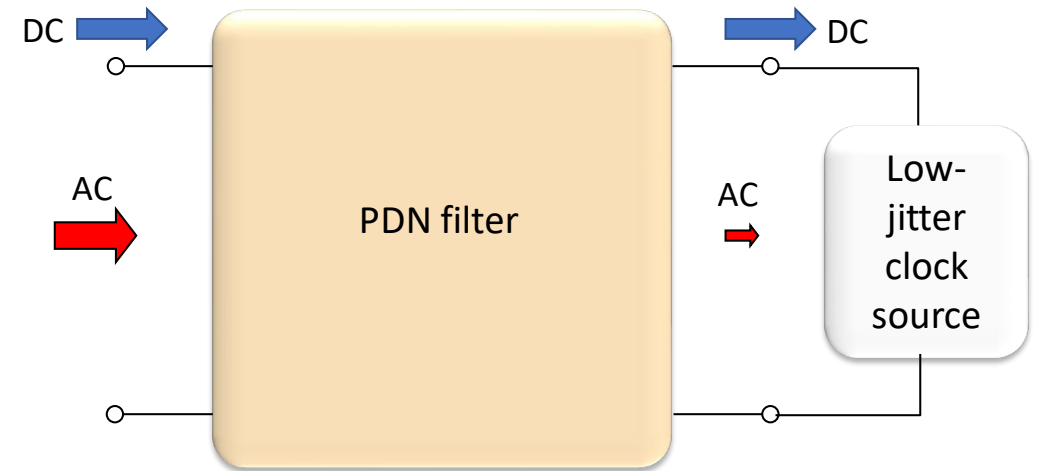 DC
DC
AC
AC
PDN filter
Low-
jitter
clock
source